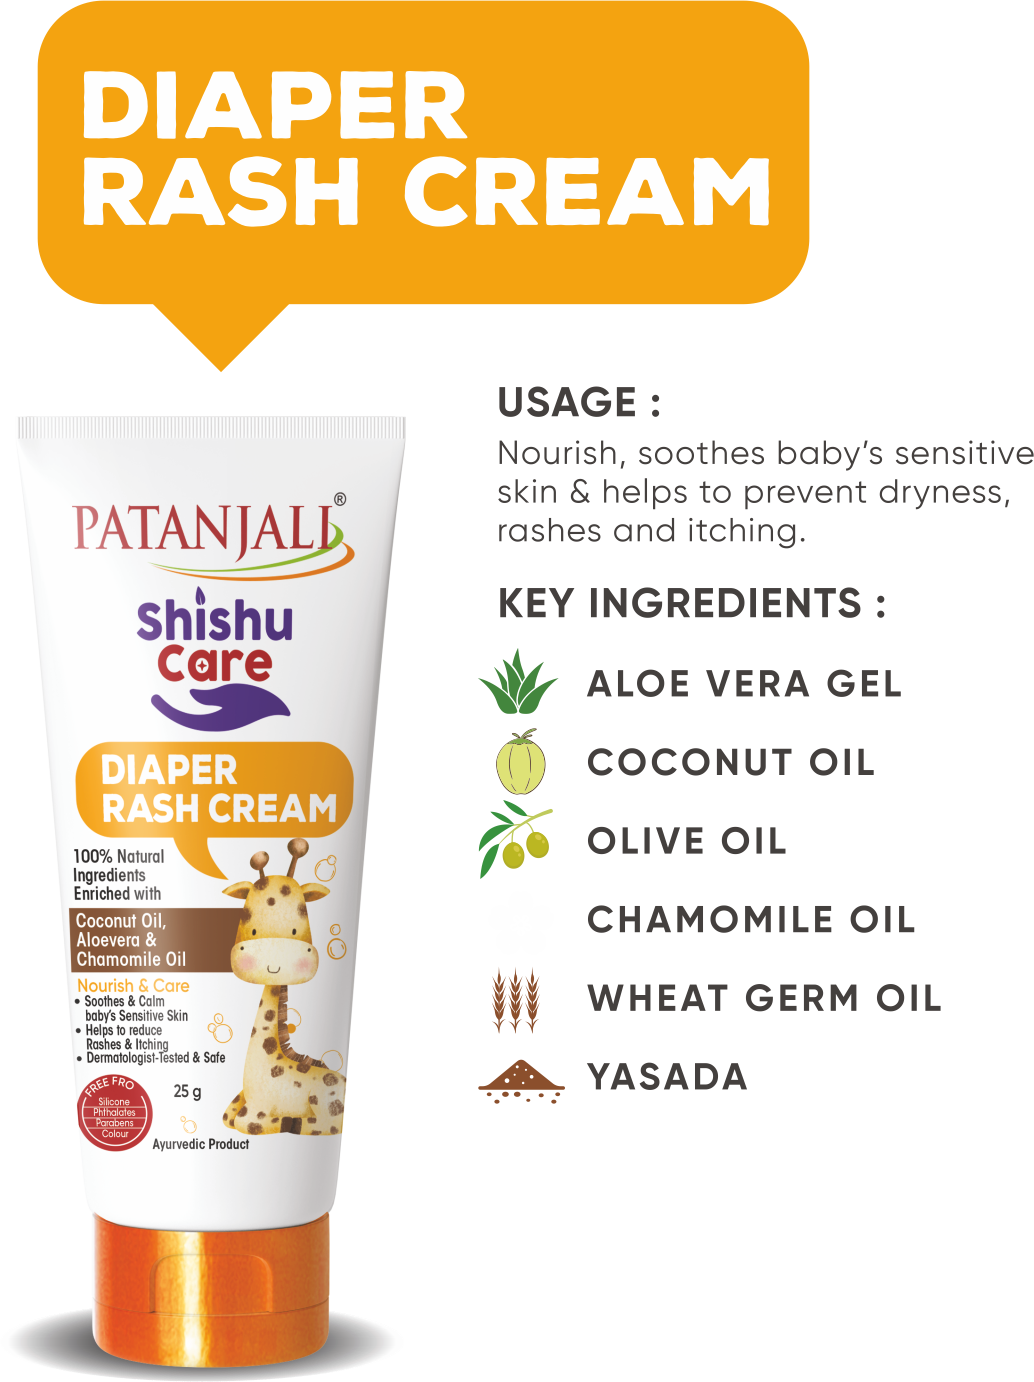 DIAPER
RASH CREAM
USAGE :
Nourish, soothes baby's sensitive
skin & helps to prevent dryness,
rashes and itching.
KEY INGREDIENTS :
ALOE VERA GEL
COCONUT OIL
OLIVE OIL
CHAMOMILE OIL
WHEAT GERM OIL
YASADA
PATANJALI®
Shishu
Care
DIAPER
RASH CREAM
100% Natural
Ingredients
Enriched with
Coconut Oil,
Aloevera &
Chamomile Oil
Nourish & Care
• Soothes & Calm
baby's Sensitive Skin
• Helps to reduce
Rashes & Itching
• Dermatologist-Tested & Safe
FREE FRO
Silicone
Phthalates
Parabens
Colour
25 g
Ayurvedic Product